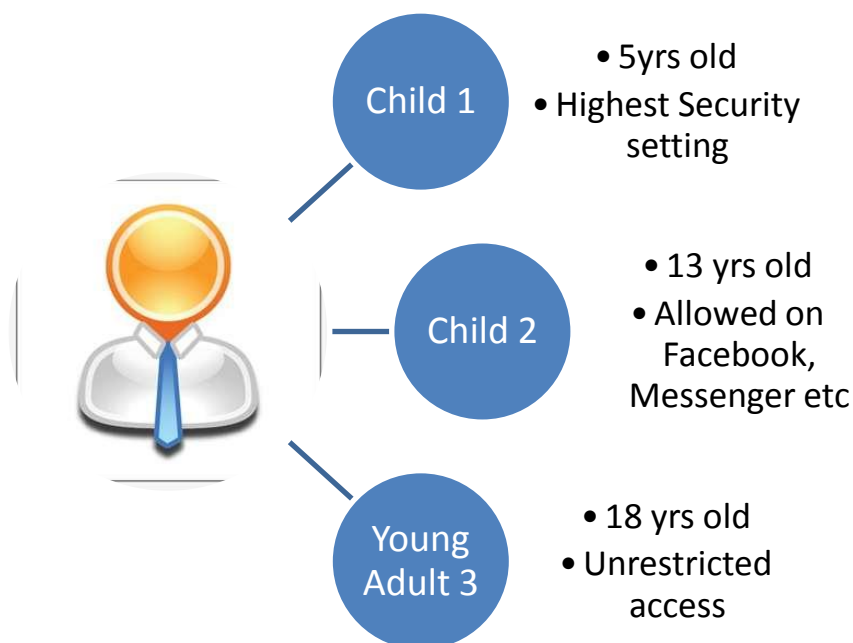 Child 1
• 5yrs old
• Highest Security
setting
Child 2
• 13 yrs old
• Allowed on
Facebook,
Messenger etc
Young
Adult 3
• 18 yrs old
• Unrestricted
access